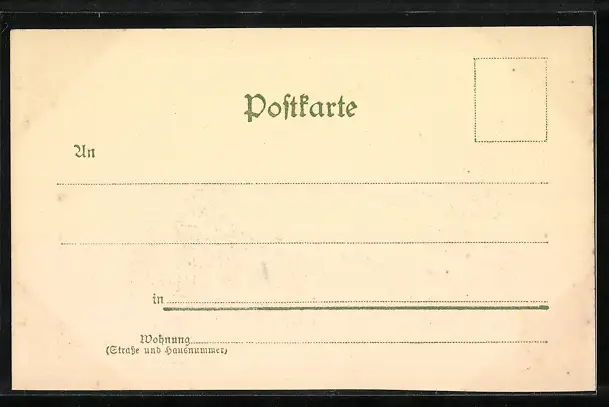 Postkarte
An
in
Wohnung
(Straße und Hausnummer)